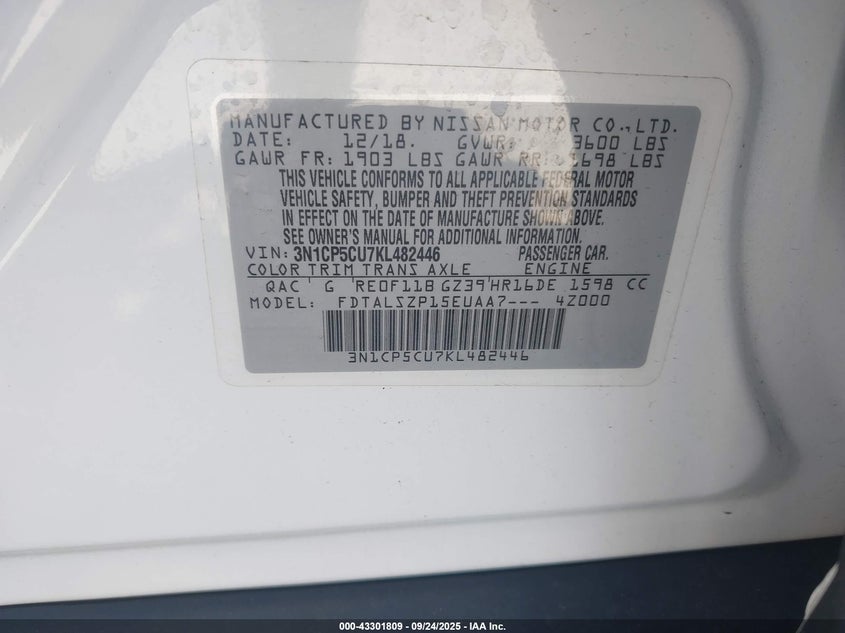 MANUFACTURED BY NISSAN MOTOR CO., LTD.
DATE: 12/18. GVWR: 3600 LBS
GAWR FR: 1903 LBS GAWR RR: 1698 LBS
THIS VEHICLE CONFORMS TO ALL APPLICABLE FEDERAL MOTOR
VEHICLE SAFETY, BUMPER AND THEFT PREVENTION STANDARDS
IN EFFECT ON THE DATE OF MANUFACTURE SHOWN ABOVE.
SEE OWNER'S MANUAL FOR ADDITIONAL INFORMATION.
VIN: 3N1CP5CU7KL482446 PASSENGER CAR.
COLOR TRIM TRANS AXLE ENGINE
QAC G RE0F11B GZ39 HR16DE 1598 CC
MODEL: FDTALSZP15EUAA7--- 4Z000
3N1CP5CU7KL482446
000-43301809 - 09/24/2025 - IAA Inc.